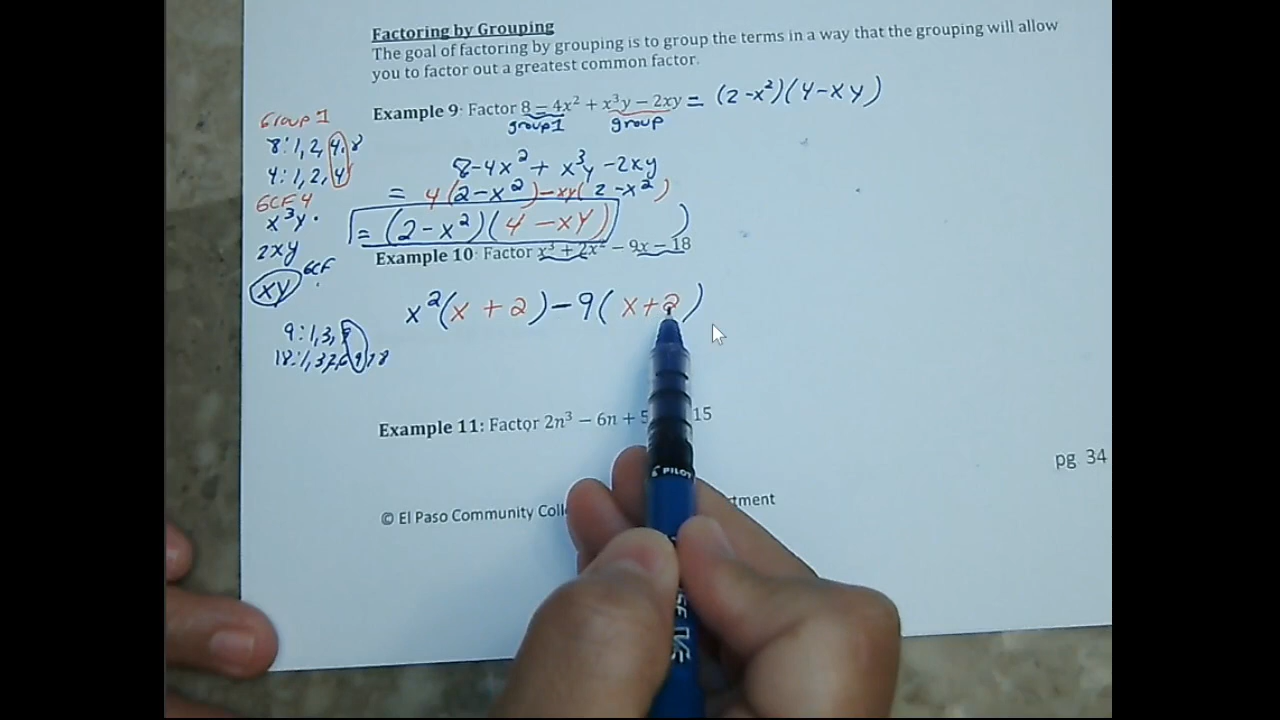 Factoring by Grouping
The goal of factoring by grouping is to group the terms in a way that the grouping will allow
you to factor out a greatest common factor.
Example 9: Factor 8 − 4x² + x³y − 2xy = (2-x²)(4-xy)
group1 group
Group 1
8: 1, 2, 4, 8
4: 1, 2, 4
GCF 4
x³y
2xy
GCF
xy
8-4x² + x³y -2xy
= 4(2-x²)-xy(2-x²)
= (2-x²)(4-xy))
Example 10: Factor x³ + 2x² − 9x − 18
x²(x+2)-9(x+2)
9: 1, 3, 9
18: 1,
9, 18
Example 11: Factor 2n³ − 6n + 5 15
pg. 34
© El Paso Community Coll tment
PILOT